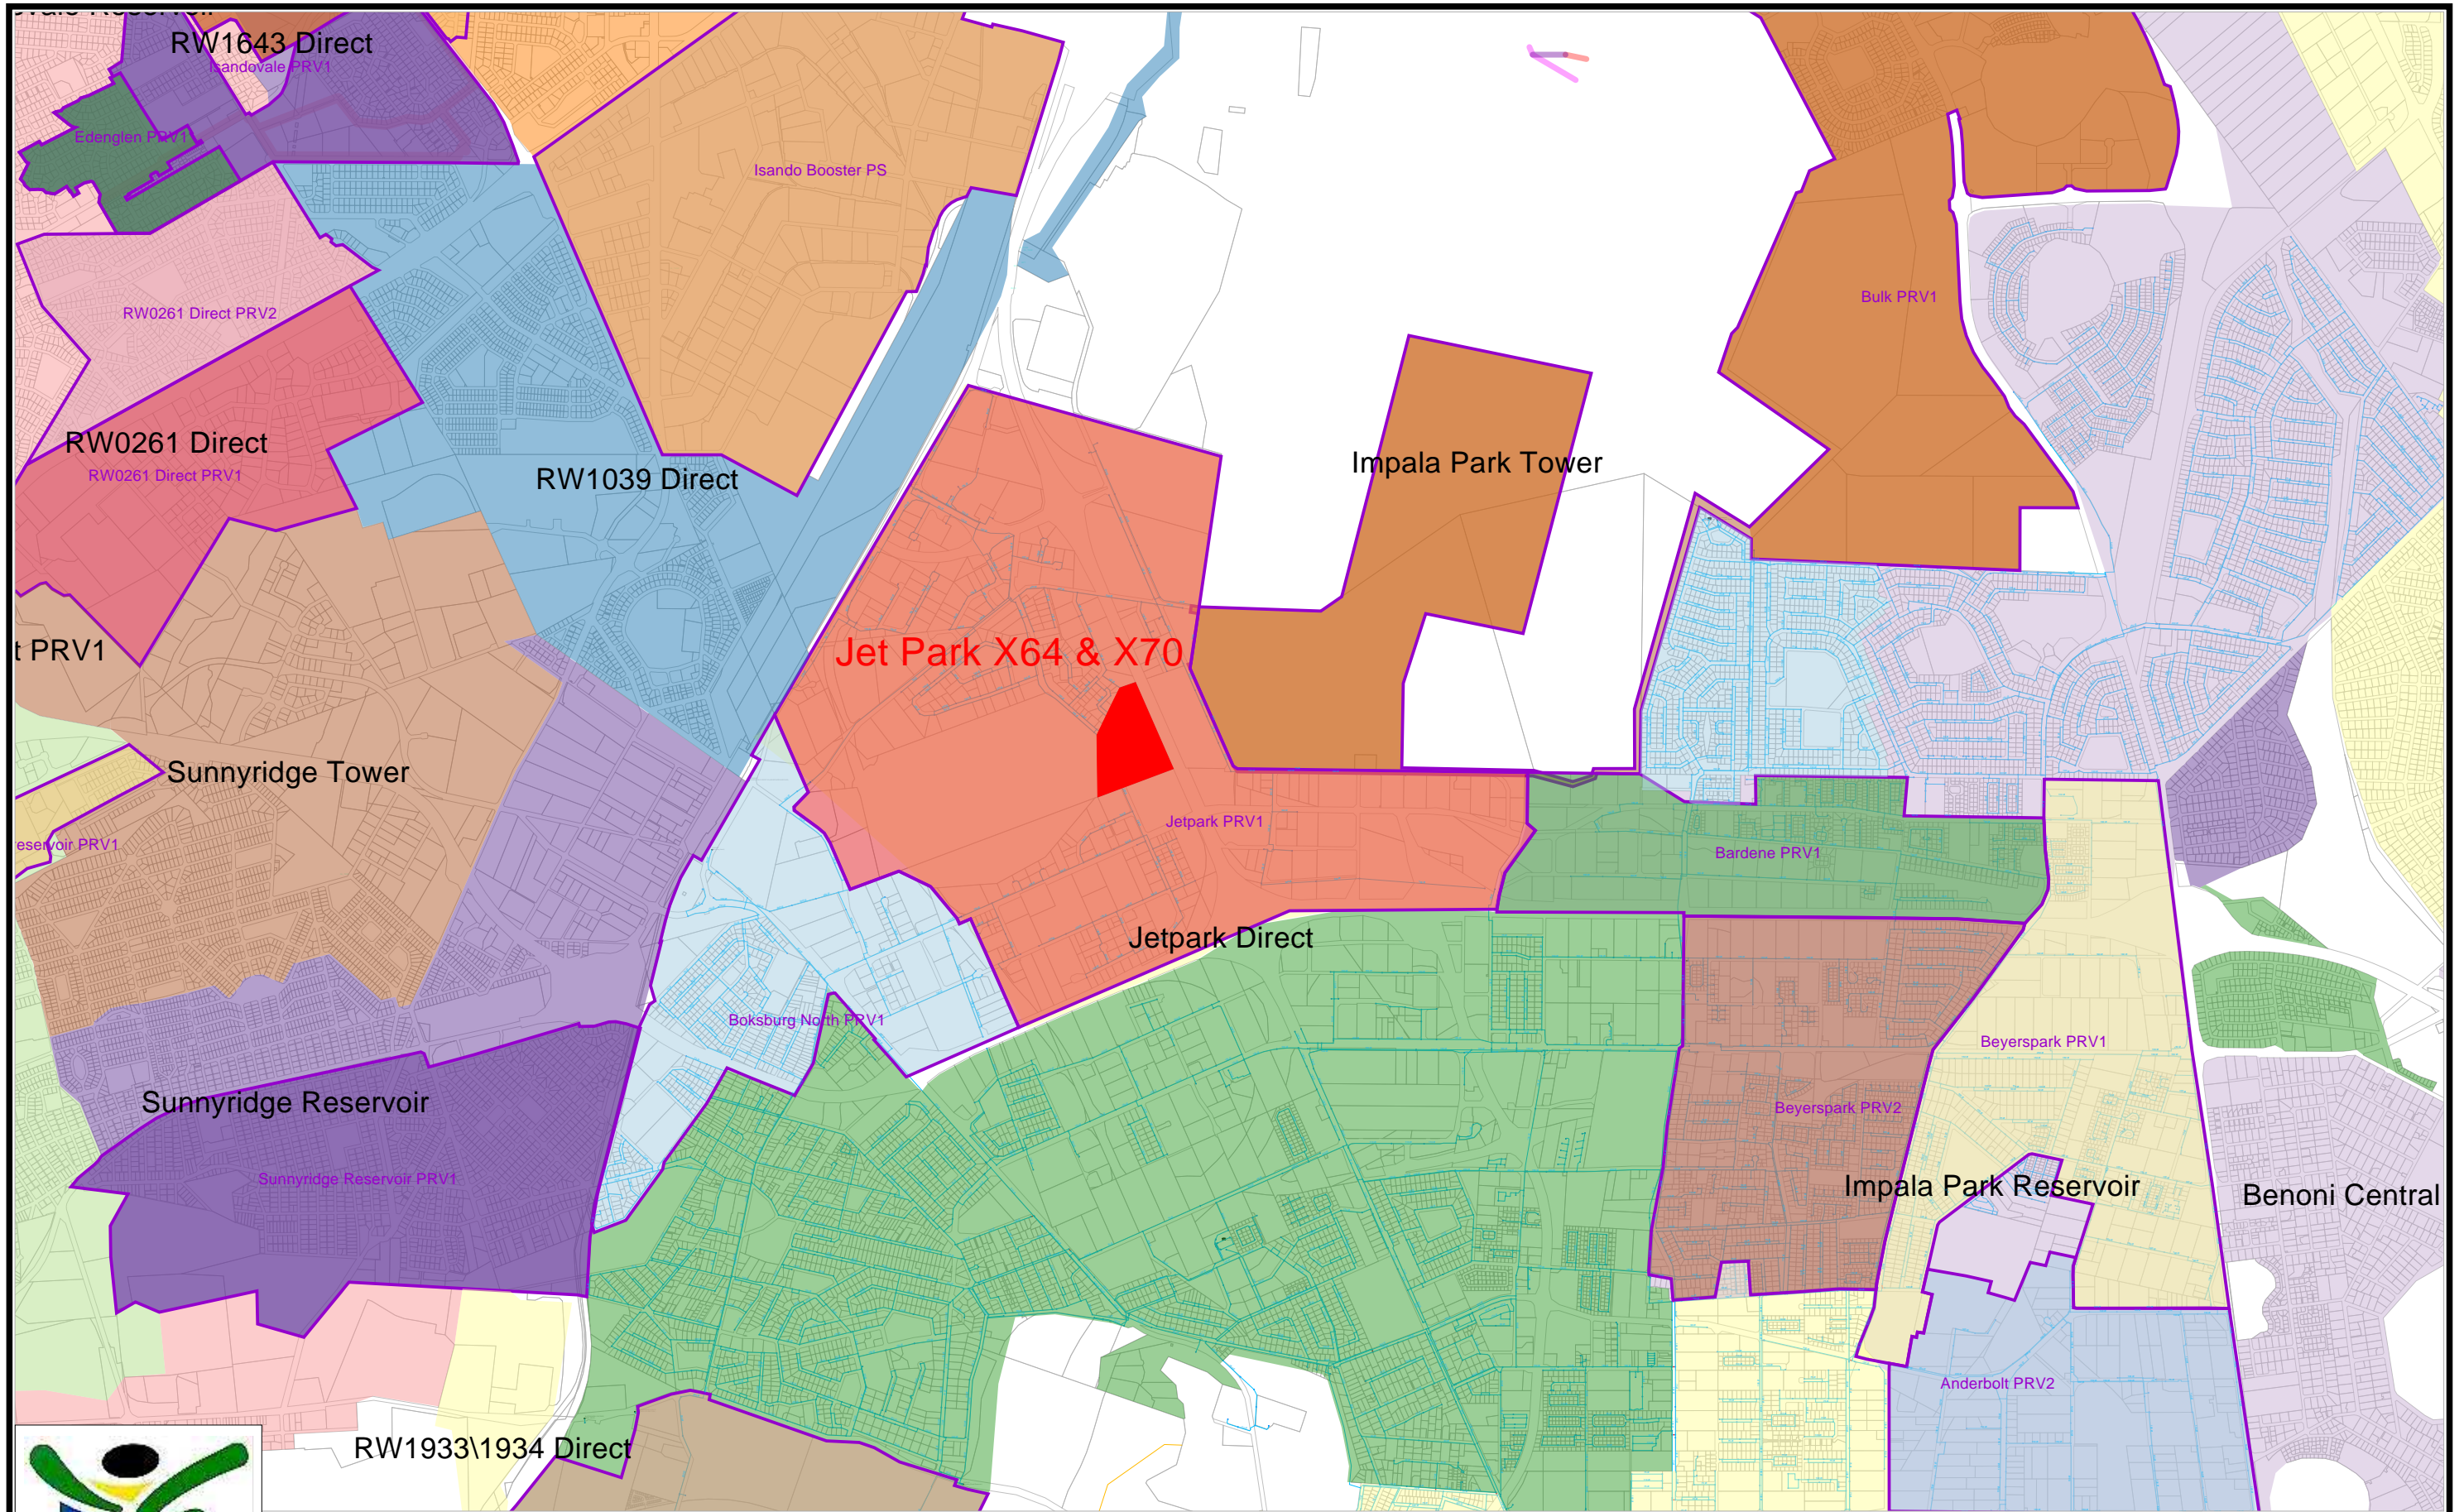 RW1643 Direct
Isandovale PRV1
Edenglen PRV1
Isando Booster PS
RW0261 Direct PRV2
Bulk PRV1
RW0261 Direct
RW0261 Direct PRV1
RW1039 Direct
Impala Park Tower
t PRV1
Jet Park X64 & X70
Sunnyridge Tower
eservoir PRV1
Jetpark PRV1
Bardene PRV1
Jetpark Direct
Boksburg North PRV1
Beyerspark PRV1
Sunnyridge Reservoir
Beyerspark PRV2
Sunnyridge Reservoir PRV1
Impala Park Reservoir
Benoni Central
Anderbolt PRV2
RW1933\1934 Direct